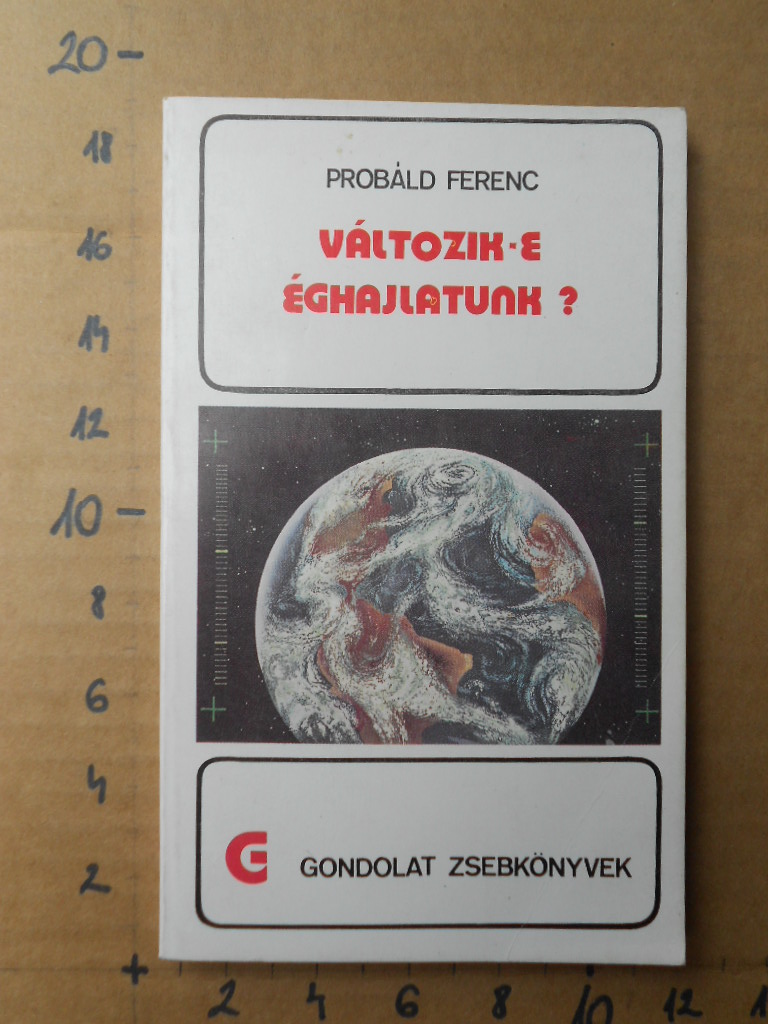 20
18
16
14
12
10
8
6
4
2
PROBÁLD FERENC
VÁLTOZIK-E
ÉGHAJLATUNK ?
G GONDOLAT ZSEBKÖNYVEK
2 4 6 8 10 12